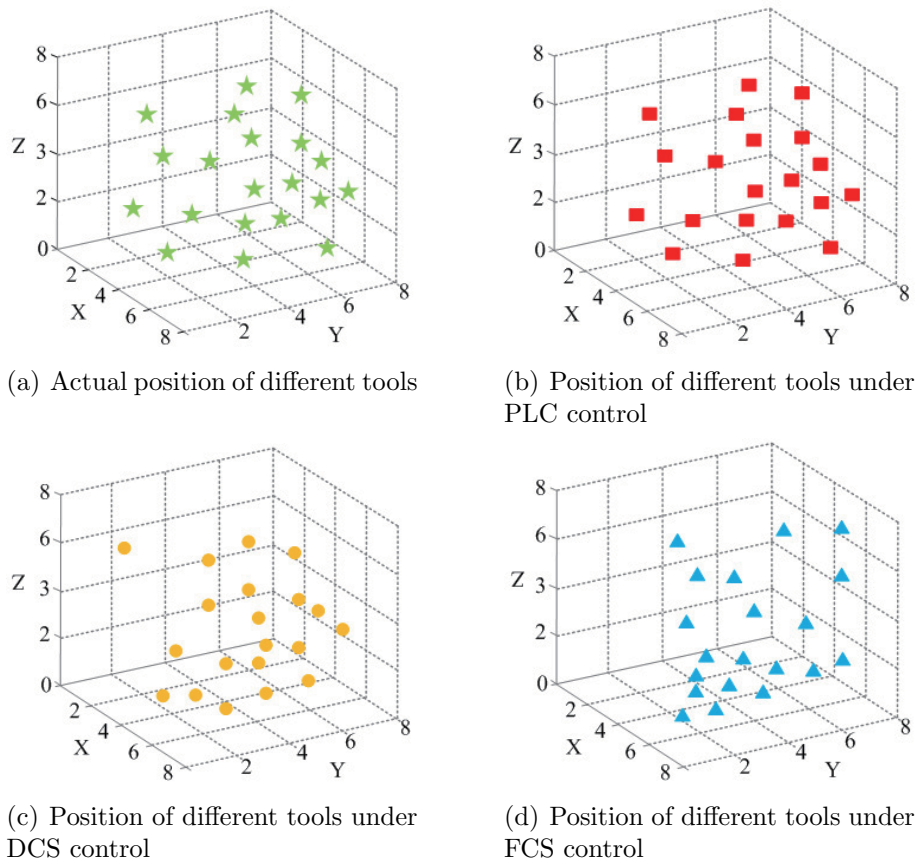 8
6
Z
3
2
0
2
X
4
6
8
2
4
Y
6
8
(a) Actual position of different tools
8
6
Z
3
2
0
2
X
4
6
8
2
4
Y
6
8
(b) Position of different tools under
PLC control
8
6
Z
3
2
0
2
X
4
6
8
2
4
Y
6
8
(c) Position of different tools under
DCS control
8
6
Z
3
2
0
2
X
4
6
8
2
4
Y
6
8
(d) Position of different tools under
FCS control